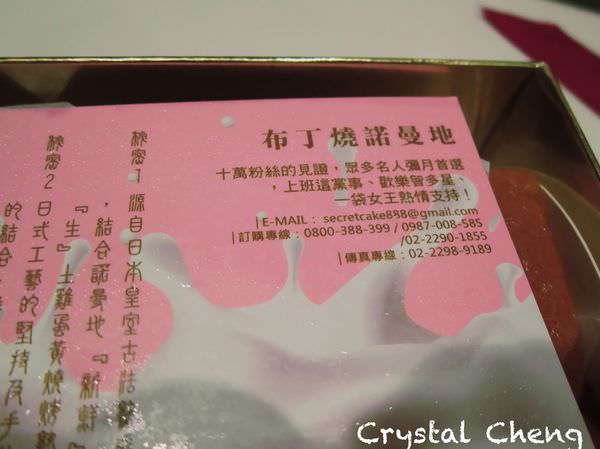 布丁燒諾曼地
十萬粉絲的見證，眾多名人彌月首選
，上班這黨事、歡樂智多星、
一袋女王熱情支持！
|E-MAIL：secretcake888@gmail.com
|訂購專線：0800-388-399 / 0987-008-585
/02-2290-1855
|傳真專線：02-2298-9189
秘密1 源自日本皇室古法
，結合諾曼地『新鮮
『生』土雞蛋黃燒烤
秘密2 日式工藝的堅持及手
的結合
Crystal Cheng